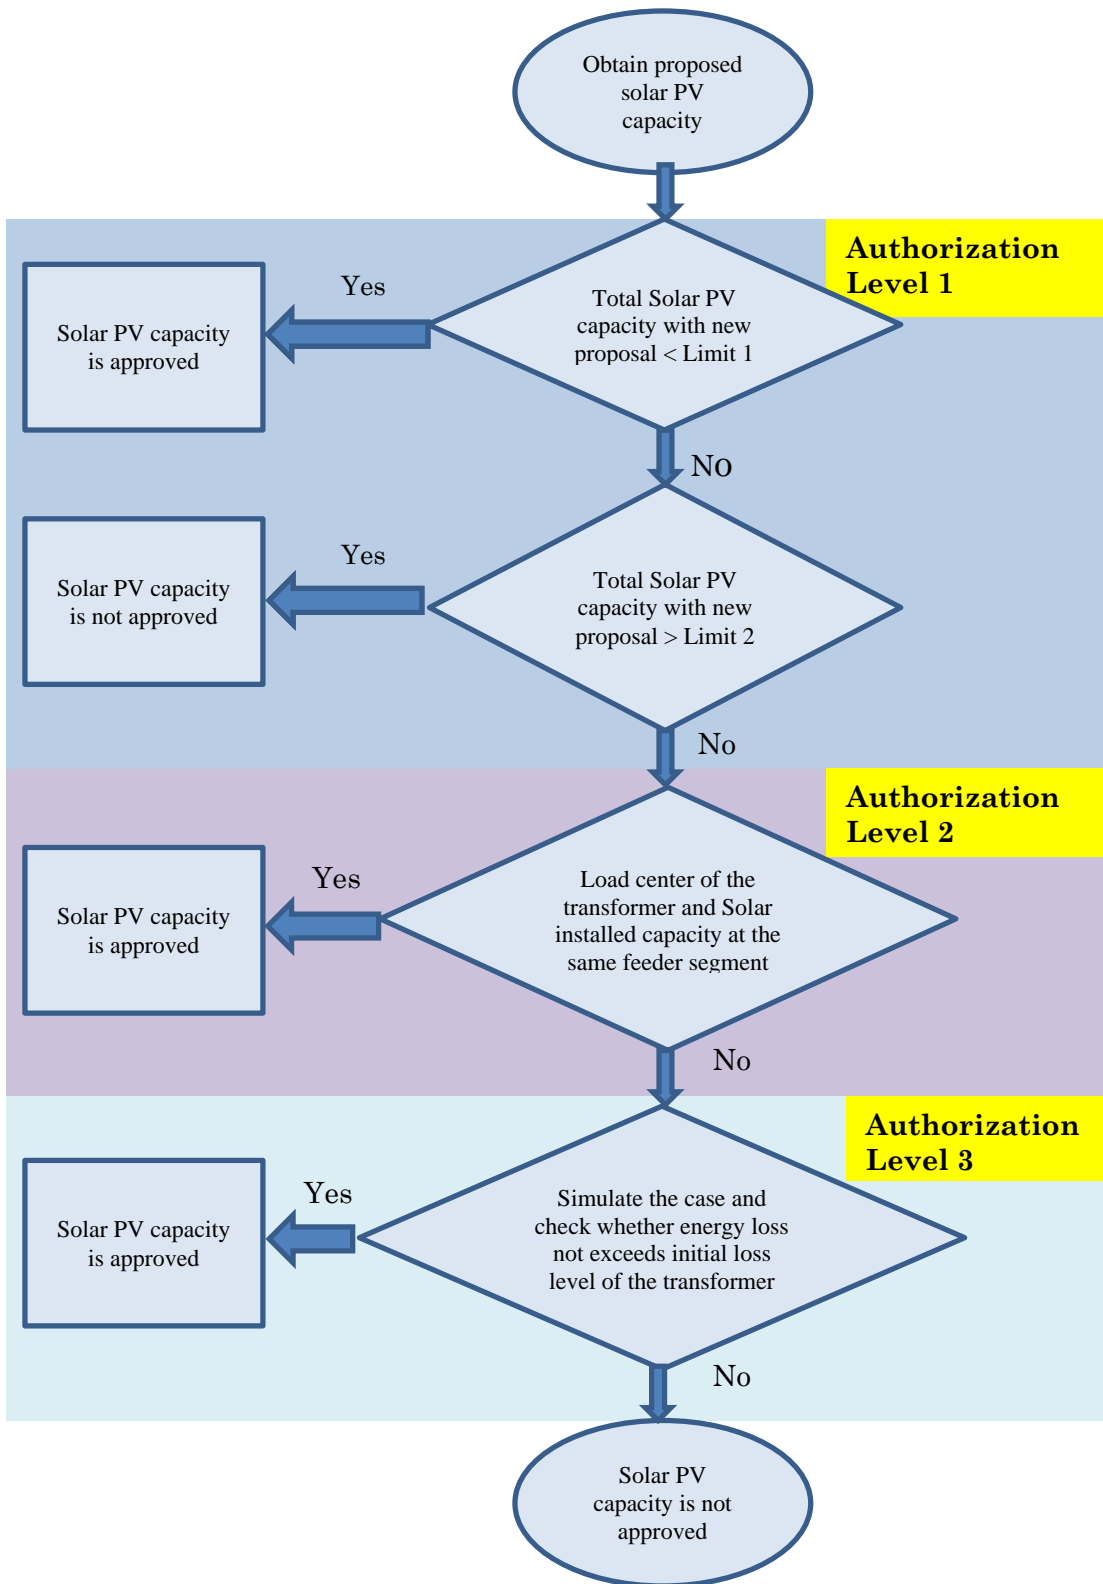 Obtain proposed
solar PV
capacity
Authorization
Level 1
Yes
Total Solar PV
capacity with new
proposal < Limit 1
Solar PV capacity
is approved
NO
Yes
Total Solar PV
capacity with new
proposal > Limit 2
Solar PV capacity
is not approved
No
Authorization
Level 2
Yes
Load center of the
transformer and Solar
installed capacity at the
same feeder segment
Solar PV capacity
is approved
No
Authorization
Level 3
Yes
Simulate the case and
check whether energy loss
not exceeds initial loss
level of the transformer
Solar PV capacity
is approved
No
Solar PV
capacity is not
approved